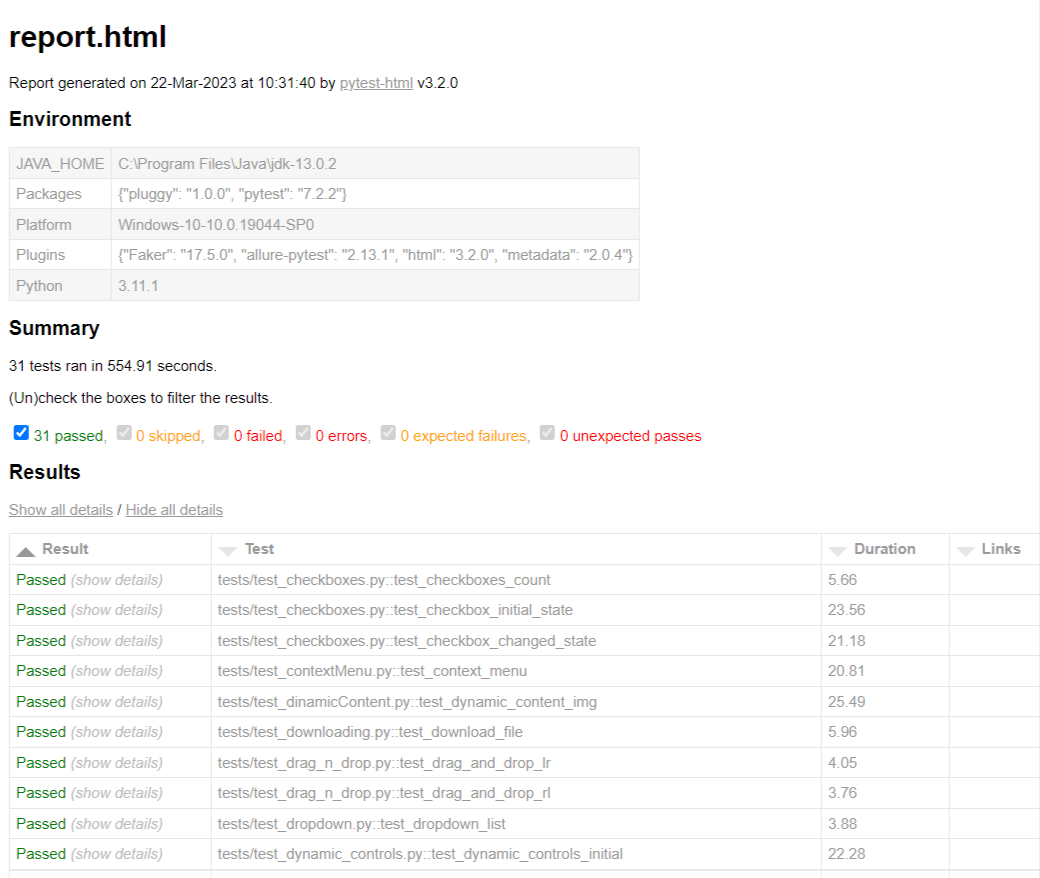 report.html
Report generated on 22-Mar-2023 at 10:31:40 by pytest-html v3.2.0
Environment
JAVA_HOME C:\Program Files\Java\jdk-13.0.2
Packages {"pluggy": "1.0.0", "pytest": "7.2.2"}
Platform Windows-10-10.0.19044-SP0
Plugins {"Faker": "17.5.0", "allure-pytest": "2.13.1", "html": "3.2.0", "metadata": "2.0.4"}
Python 3.11.1
Summary
31 tests ran in 554.91 seconds.
(Un)check the boxes to filter the results.
31 passed, 0 skipped, 0 failed, 0 errors, 0 expected failures, 0 unexpected passes
Results
Show all details / Hide all details
Result Test Duration Links
Passed (show details) tests/test_checkboxes.py::test_checkboxes_count 5.66
Passed (show details) tests/test_checkboxes.py::test_checkbox_initial_state 23.56
Passed (show details) tests/test_checkboxes.py::test_checkbox_changed_state 21.18
Passed (show details) tests/test_contextMenu.py::test_context_menu 20.81
Passed (show details) tests/test_dinamicContent.py::test_dynamic_content_img 25.49
Passed (show details) tests/test_downloading.py::test_download_file 5.96
Passed (show details) tests/test_drag_n_drop.py::test_drag_and_drop_lr 4.05
Passed (show details) tests/test_drag_n_drop.py::test_drag_and_drop_rl 3.76
Passed (show details) tests/test_dropdown.py::test_dropdown_list 3.88
Passed (show details) tests/test_dynamic_controls.py::test_dynamic_controls_initial 22.28